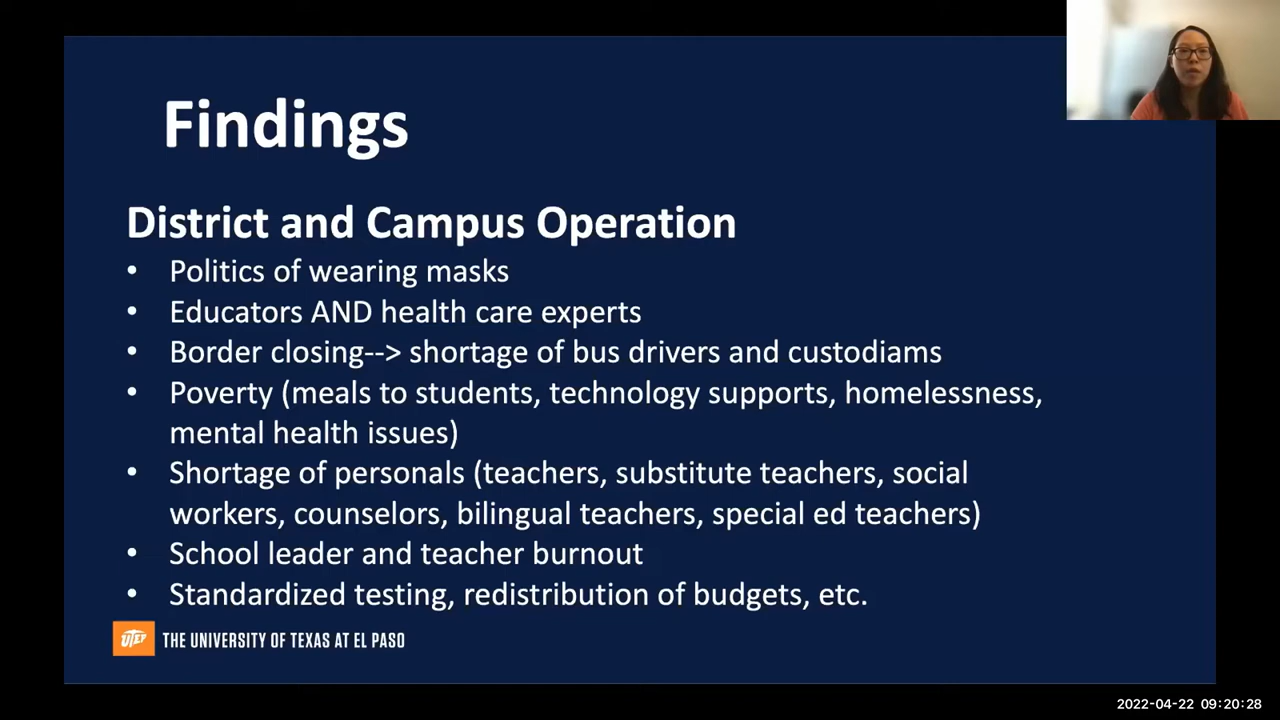 Findings
District and Campus Operation
• Politics of wearing masks
• Educators AND health care experts
• Border closing--> shortage of bus drivers and custodiams
• Poverty (meals to students, technology supports, homelessness,
mental health issues)
• Shortage of personals (teachers, substitute teachers, social
workers, counselors, bilingual teachers, special ed teachers)
• School leader and teacher burnout
• Standardized testing, redistribution of budgets, etc.
UTEP THE UNIVERSITY OF TEXAS AT EL PASO
2022-04-22 09:20:28